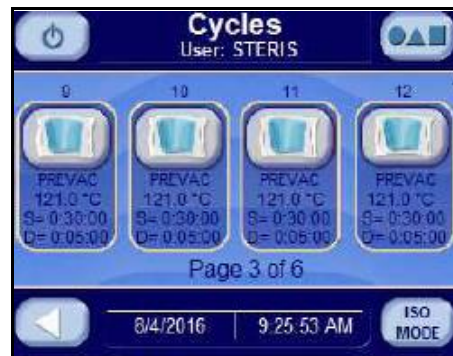 Cycles
User: STERIS
9 10 11 12
PREVAC PREVAC PREVAC PREVAC
121.0 °C 121.0 °C 121.0 °C 121.0 °C
S= 0:30:00 S= 0:30:00 S= 0:30:00 S= 0:30:00
D= 0:05:00 D= 0:05:00 D= 0:05:00 D= 0:05:00
Page 3 of 6
8/4/2016 9:25:53 AM
ISO
MODE